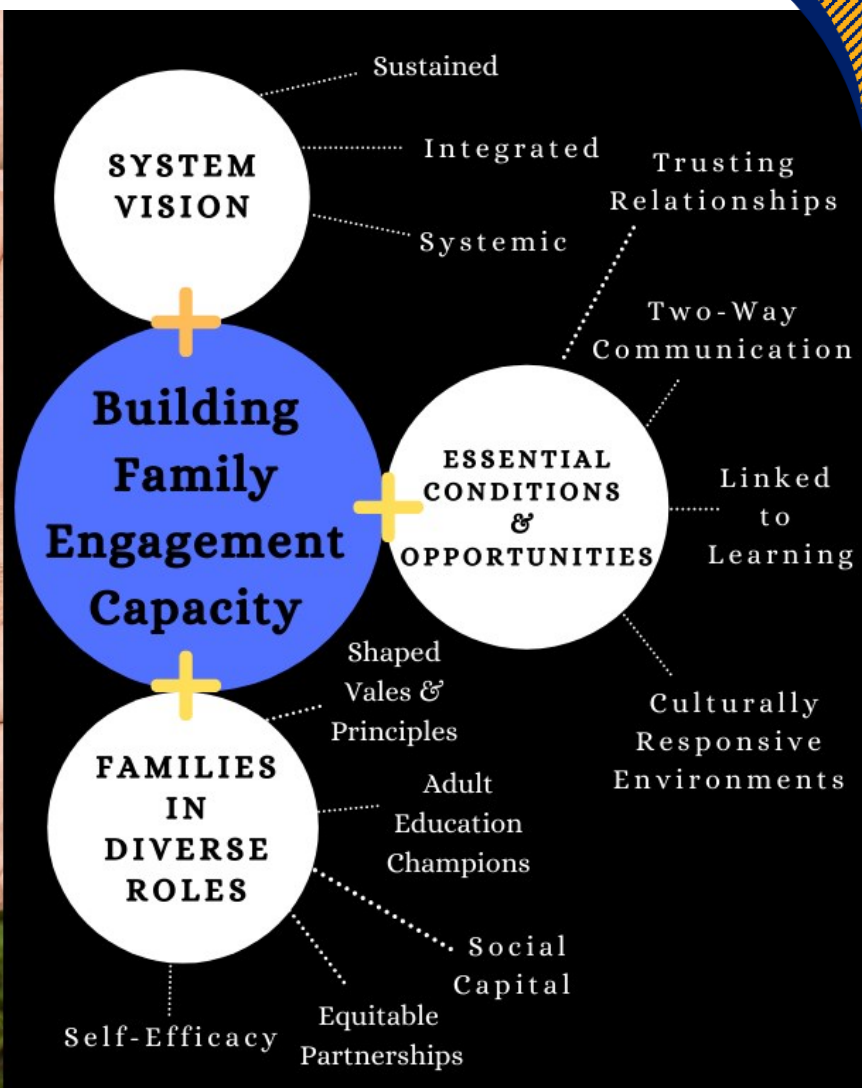 SYSTEM
VISION
Sustained
Integrated
Systemic
Building
Family
Engagement
Capacity
ESSENTIAL
CONDITIONS
&
OPPORTUNITIES
Trusting
Relationships
Two-Way
Communication
Linked
to
Learning
Culturally
Responsive
Environments
FAMILIES
IN
DIVERSE
ROLES
Shaped
Vales &
Principles
Adult
Education
Champions
Social
Capital
Equitable
Partnerships
Self-Efficacy